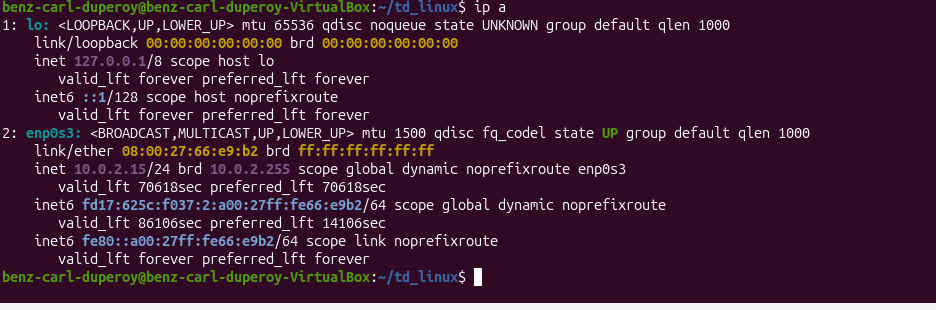 benz-carl-duperoy@benz-carl-duperoy-VirtualBox:~/td_linux$ ip a
1: lo: <LOOPBACK,UP,LOWER_UP> mtu 65536 qdisc noqueue state UNKNOWN group default qlen 1000
    link/loopback 00:00:00:00:00:00 brd 00:00:00:00:00:00
    inet 127.0.0.1/8 scope host lo
       valid_lft forever preferred_lft forever
    inet6 ::1/128 scope host noprefixroute
       valid_lft forever preferred_lft forever
2: enp0s3: <BROADCAST,MULTICAST,UP,LOWER_UP> mtu 1500 qdisc fq_codel state UP group default qlen 1000
    link/ether 08:00:27:66:e9:b2 brd ff:ff:ff:ff:ff:ff
    inet 10.0.2.15/24 brd 10.0.2.255 scope global dynamic noprefixroute enp0s3
       valid_lft 70618sec preferred_lft 70618sec
    inet6 fd17:625c:f037:2:a00:27ff:fe66:e9b2/64 scope global dynamic noprefixroute
       valid_lft 86106sec preferred_lft 14106sec
    inet6 fe80::a00:27ff:fe66:e9b2/64 scope link noprefixroute
       valid_lft forever preferred_lft forever
benz-carl-duperoy@benz-carl-duperoy-VirtualBox:~/td_linux$